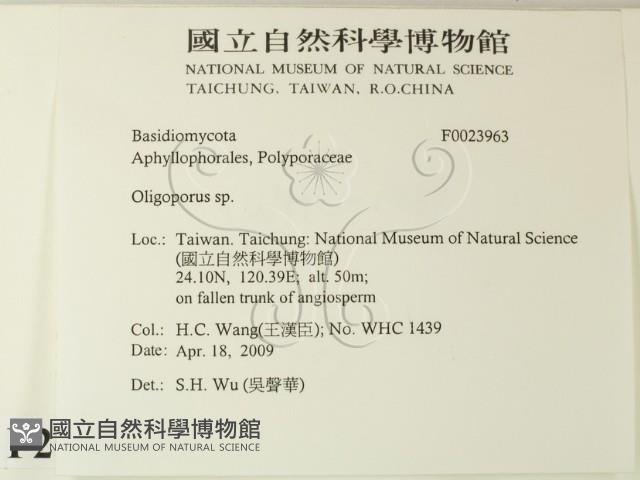 國立自然科學博物館
NATIONAL MUSEUM OF NATURAL SCIENCE
TAICHUNG, TAIWAN, R.O.CHINA
Basidiomycota F0023963
Aphyllophorales, Polyporaceae
Oligoporus sp.
Loc.: Taiwan. Taichung: National Museum of Natural Science
(國立自然科學博物館)
24.10N, 120.39E; alt. 50m;
on fallen trunk of angiosperm
Col.: H.C. Wang(王漢臣); No. WHC 1439
Date: Apr. 18, 2009
Det.: S.H. Wu (吳聲華)
國立自然科學博物館
NATIONAL MUSEUM OF NATURAL SCIENCE